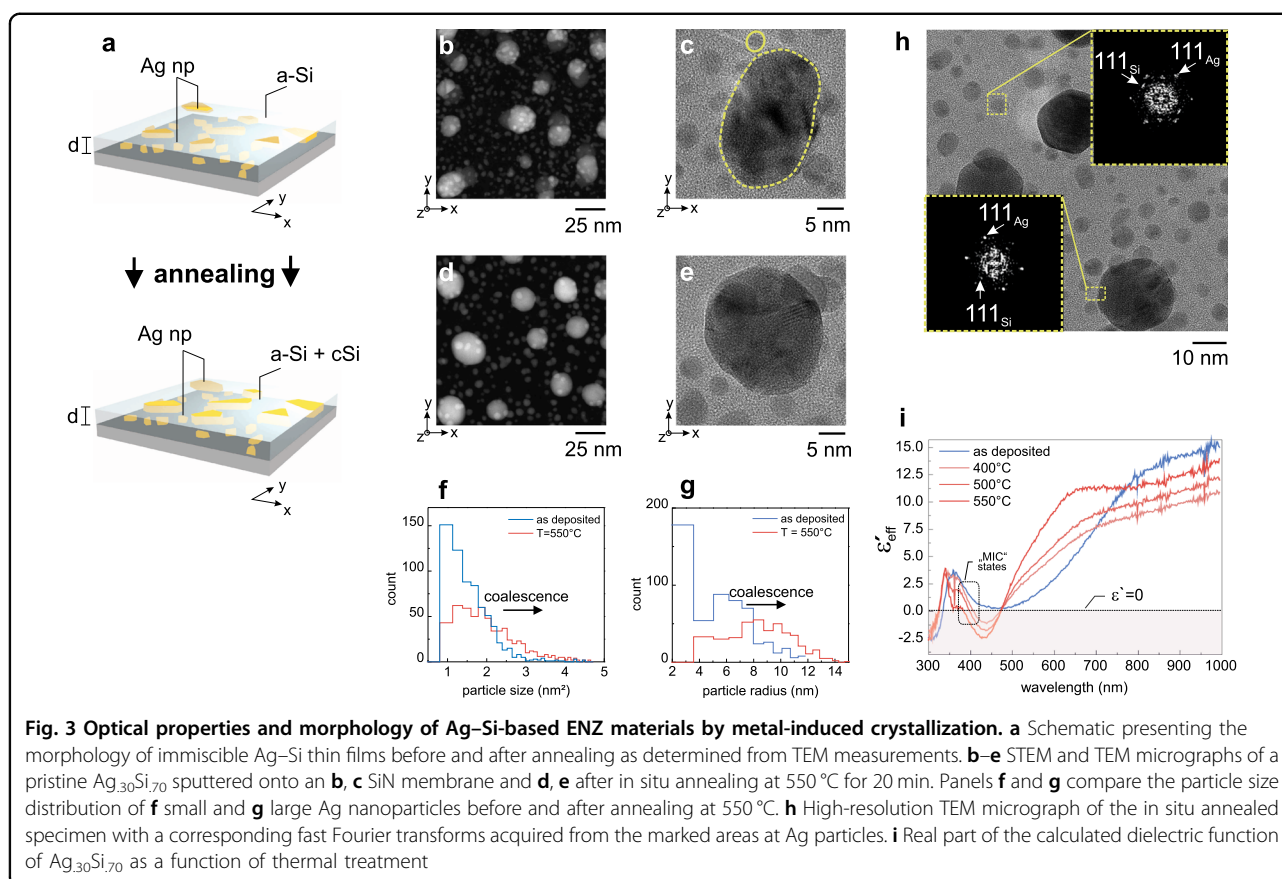 a
Ag np
a-Si
d
y
x
annealing
Ag np
a-Si + cSi
d
y
x
b
y
z
x
25 nm
c
y
z
x
5 nm
d
y
z
x
25 nm
e
y
z
x
5 nm
f
as deposited
T=550°C
coalescence
count
150
100
50
0
1
2
3
4
5
particle size (nm²)
g
as deposited
T = 550°C
coalescence
count
200
100
0
2
4
6
8
10
12
14
particle radius (nm)
h
111Si
111Ag
111Ag
111Si
10 nm
i
as deposited
400°C
500°C
550°C
„MIC“
states
ε`=0
ε′eff
15.0
12.5
10.0
7.5
5.0
2.5
0.0
-2.5
300 400 500 600 700 800 900 1000
wavelength (nm)
Fig. 3 Optical properties and morphology of Ag–Si-based ENZ materials by metal-induced crystallization. a Schematic presenting the
morphology of immiscible Ag–Si thin films before and after annealing as determined from TEM measurements. b–e STEM and TEM micrographs of a
pristine Ag.30Si.70 sputtered onto an b, c SiN membrane and d, e after in situ annealing at 550 °C for 20 min. Panels f and g compare the particle size
distribution of f small and g large Ag nanoparticles before and after annealing at 550 °C. h High-resolution TEM micrograph of the in situ annealed
specimen with a corresponding fast Fourier transforms acquired from the marked areas at Ag particles. i Real part of the calculated dielectric function
of Ag.30Si.70 as a function of thermal treatment